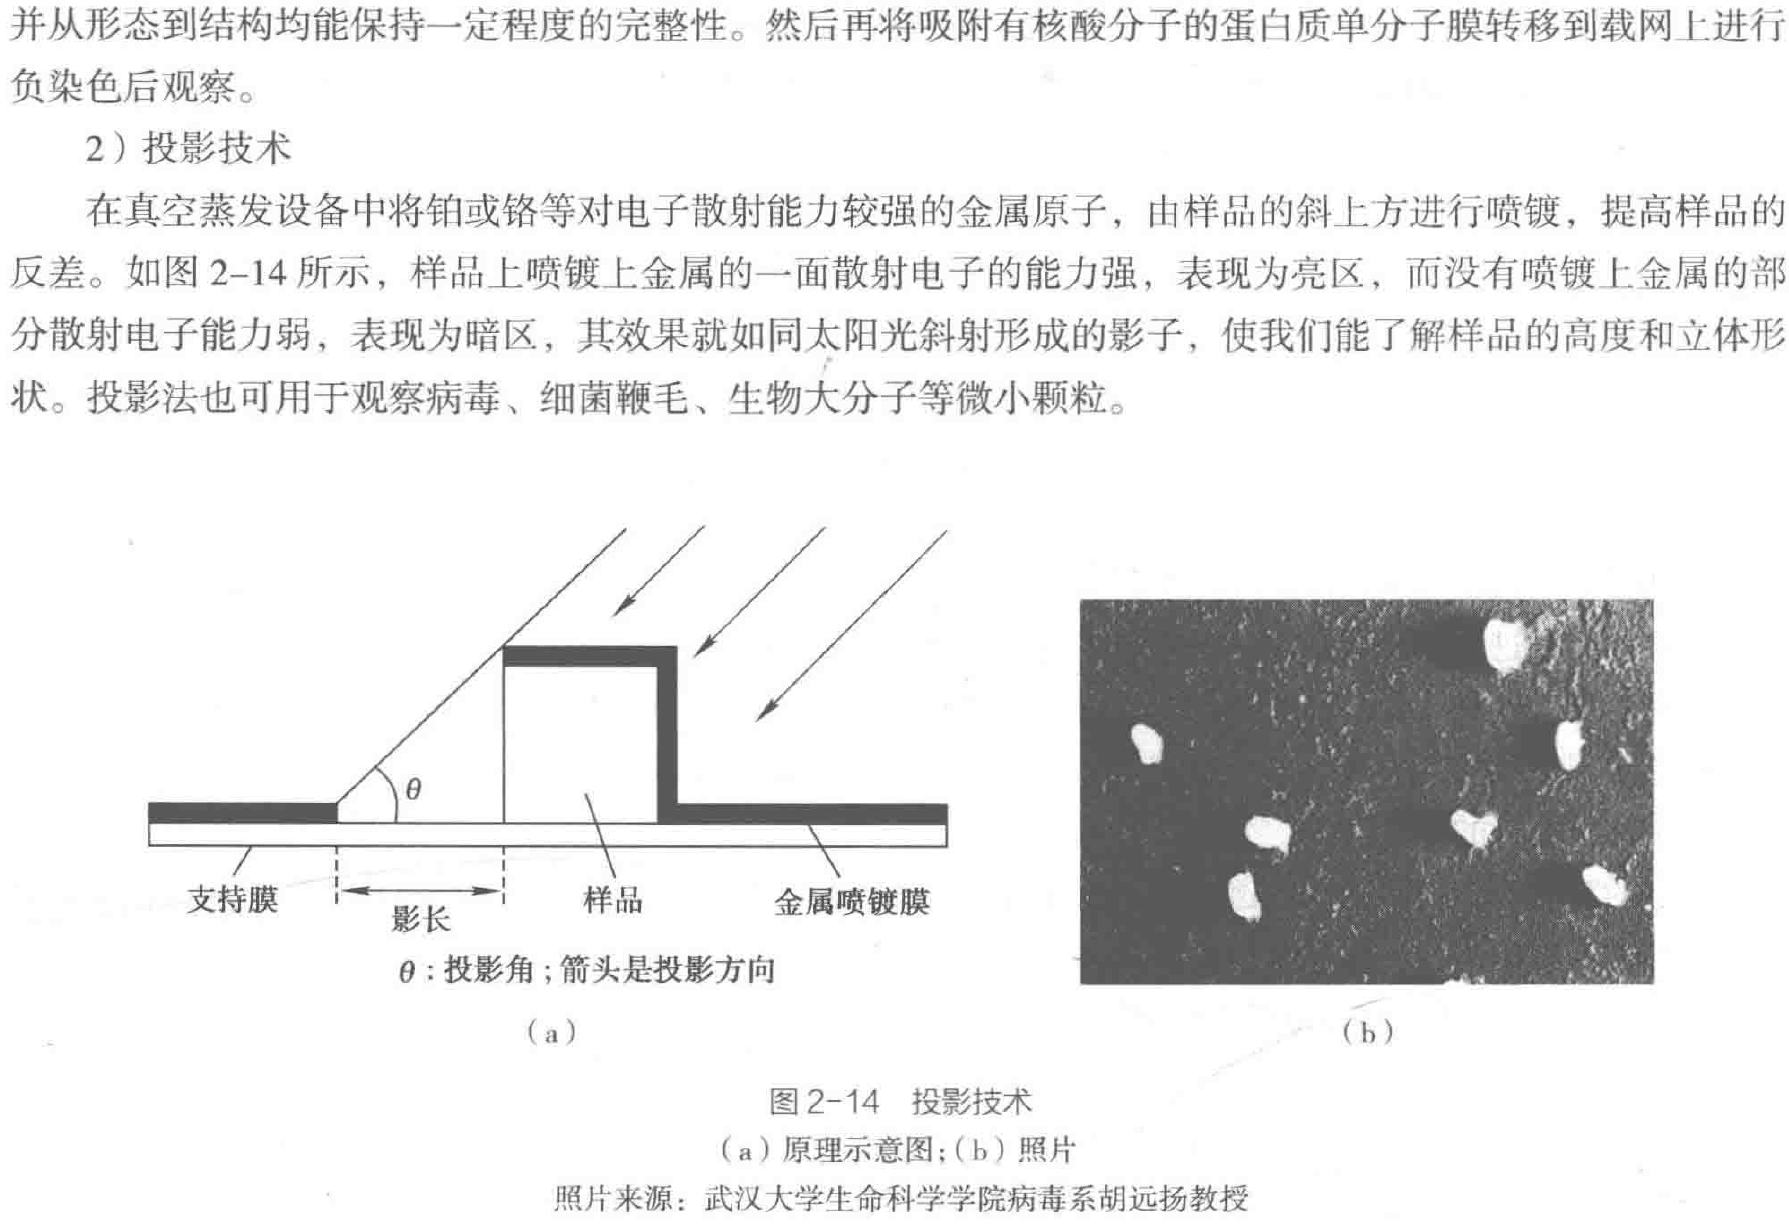 并从形态到结构均能保持一定程度的完整性。然后再将吸附有核酸分子的蛋白质单分子膜转移到载网上进行
负染色后观察。
2）投影技术
在真空蒸发设备中将铂或铬等对电子散射能力较强的金属原子，由样品的斜上方进行喷镀，提高样品的
反差。如图 2-14 所示，样品上喷镀上金属的一面散射电子的能力强，表现为亮区，而没有喷镀上金属的部
分散射电子能力弱，表现为暗区，其效果就如同太阳光斜射形成的影子，使我们能了解样品的高度和立体形
状。投影法也可用于观察病毒、细菌鞭毛、生物大分子等微小颗粒。
θ
支持膜
影长
样品
金属喷镀膜
θ：投影角；箭头是投影方向
（a）
（b）
图 2-14　投影技术
（a）原理示意图；（b）照片
照片来源：武汉大学生命科学学院病毒系胡远扬教授